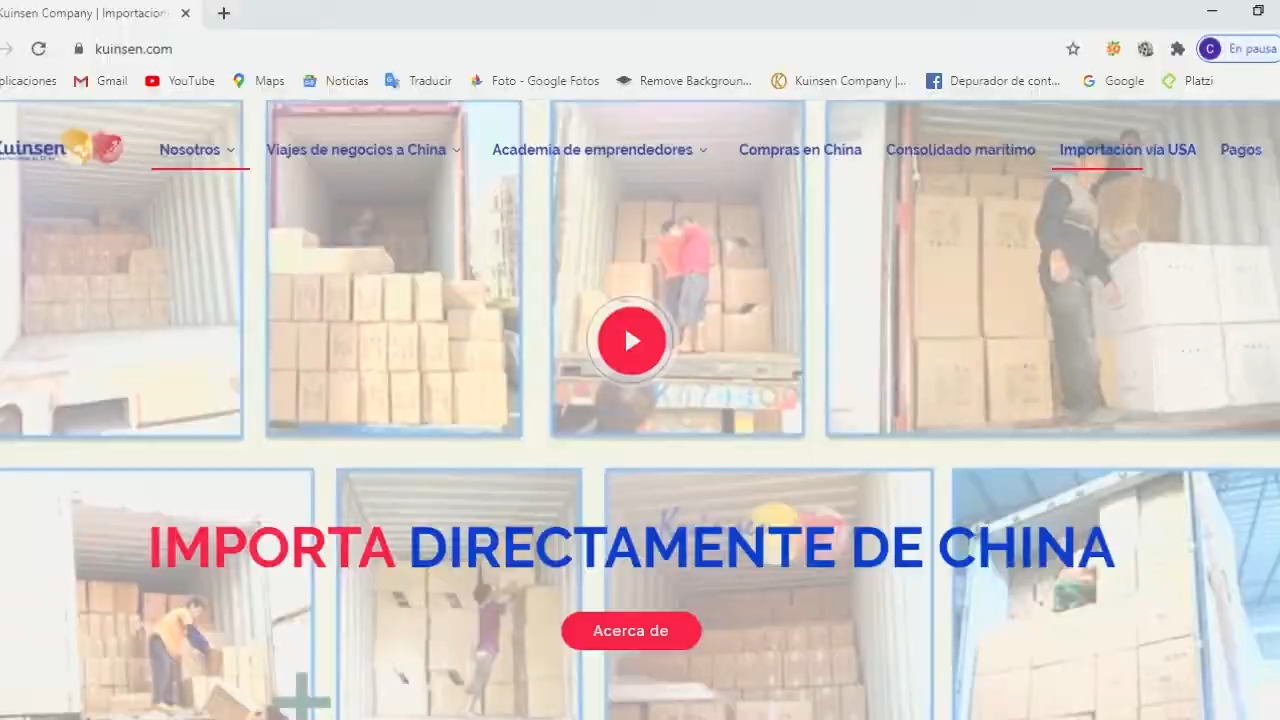 Kuinsen Company | Importacion
kuinsen.com
En pausa
plicaciones Gmail YouTube Maps Noticias Traducir Foto - Google Fotos Remove Backgroun... Kuinsen Company |... Depurador de cont... Google Platzi
Kuinsen Nosotros Viajes de negocios a China Academia de emprendedores Compras en China Consolidado marítimo Importación vía USA Pagos
IMPORTA DIRECTAMENTE DE CHINA
Acerca de